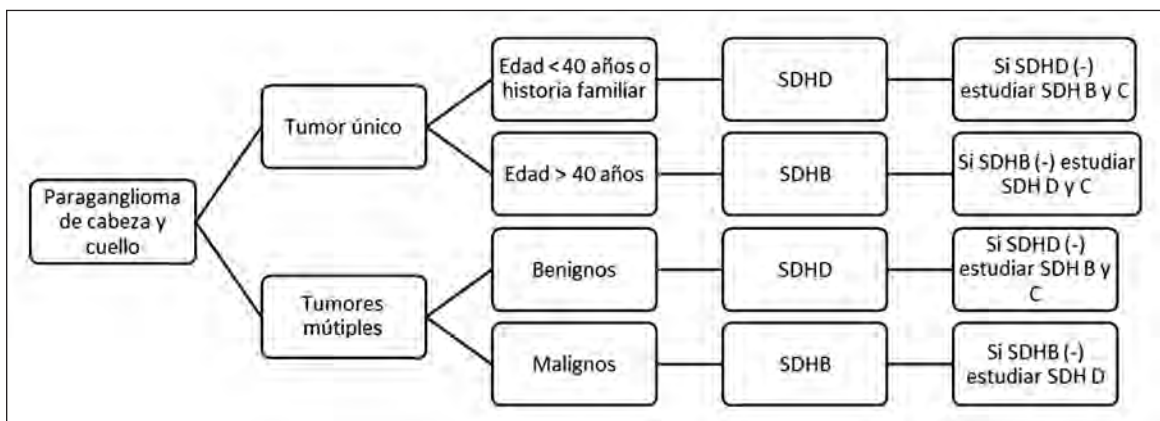 Paraganglioma
de cabeza y
cuello
Tumor único
Tumores
mútiples
Edad <40 años o
historia familiar
SDHD
Si SDHD (-)
estudiar SDH B y C
Edad > 40 años
SDHB
Si SDHB (-) estudiar
SDH D y C
Benignos
SDHD
Si SDHD (-)
estudiar SDH B y
C
Malignos
SDHB
Si SDHB (-)
estudiar SDH D